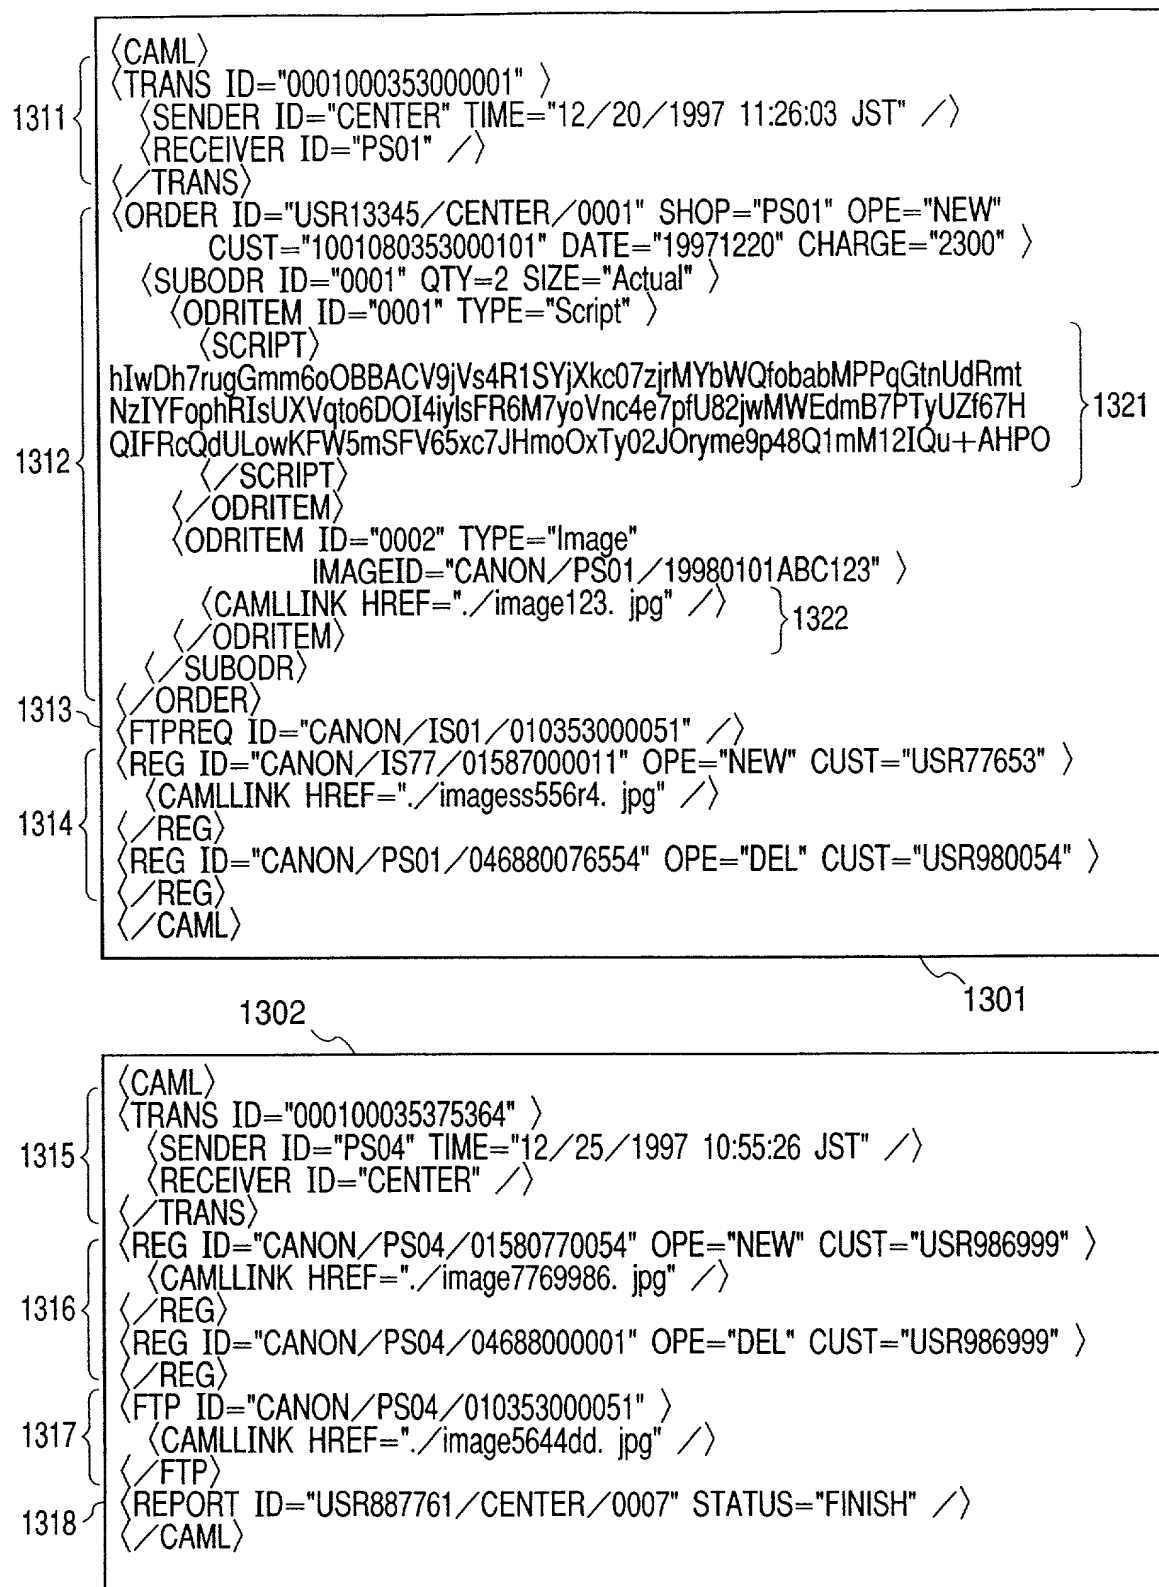 〈CAML〉
〈TRANS ID="0001000353000001" 〉
1311
〈SENDER ID="CENTER" TIME="12/20/1997 11:26:03 JST" /〉
〈RECEIVER ID="PS01" /〉
〈/TRANS〉
〈ORDER ID="USR13345/CENTER/0001" SHOP="PS01" OPE="NEW"
CUST="1001080353000101" DATE="19971220" CHARGE="2300" 〉
〈SUBODR ID="0001" QTY=2 SIZE="Actual" 〉
〈ODRITEM ID="0001" TYPE="Script" 〉
〈SCRIPT〉
hIwDh7rugGmm6oOBBACV9jVs4R1SYjXkc07zjrMYbWQfobabMPPqGtnUdRmt
NzIYFophRIsUXVqto6DOI4iyIsFR6M7yoVnc4e7pfU82jwMWEdmB7PTyUZf67H
1321
QIFRcQdULowKFW5mSFV65xc7JHmoOxTy02JOryme9p48Q1mM12IQu+AHPO
1312
〈/SCRIPT〉
〈/ODRITEM〉
〈ODRITEM ID="0002" TYPE="Image"
IMAGEID="CANON/PS01/19980101ABC123" 〉
〈CAMLLINK HREF="./image123. jpg" /〉
1322
〈/ODRITEM〉
〈/SUBODR〉
〈/ORDER〉
1313
〈FTPREQ ID="CANON/IS01/010353000051" /〉
〈REG ID="CANON/IS77/01587000011" OPE="NEW" CUST="USR77653" 〉
〈CAMLLINK HREF="./imagess556r4. jpg" /〉
1314
〈/REG〉
〈REG ID="CANON/PS01/046880076554" OPE="DEL" CUST="USR980054" 〉
〈/REG〉
〈/CAML〉
1301
1302
〈CAML〉
〈TRANS ID="000100035375364" 〉
1315
〈SENDER ID="PS04" TIME="12/25/1997 10:55:26 JST" /〉
〈RECEIVER ID="CENTER" /〉
〈/TRANS〉
〈REG ID="CANON/PS04/01580770054" OPE="NEW" CUST="USR986999" 〉
〈CAMLLINK HREF="./image7769986. jpg" /〉
1316
〈/REG〉
〈REG ID="CANON/PS04/04688000001" OPE="DEL" CUST="USR986999" 〉
〈/REG〉
〈FTP ID="CANON/PS04/010353000051" 〉
1317
〈CAMLLINK HREF="./image5644dd. jpg" /〉
〈/FTP〉
1318
〈REPORT ID="USR887761/CENTER/0007" STATUS="FINISH" /〉
〈/CAML〉